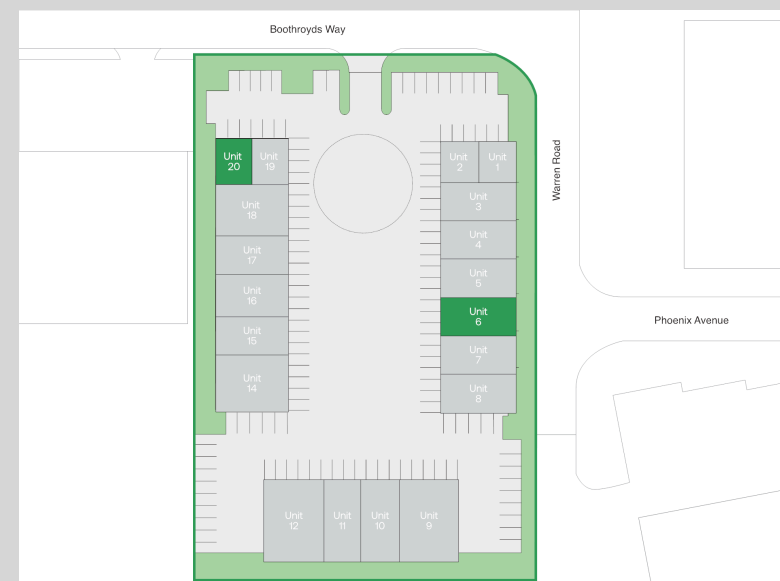 Boothroyds Way
Warren Road
Phoenix Avenue
Unit
20
Unit
19
Unit
18
Unit
17
Unit
16
Unit
15
Unit
14
Unit
2
Unit
1
Unit
3
Unit
4
Unit
5
Unit
6
Unit
7
Unit
8
Unit
12
Unit
11
Unit
10
Unit
9